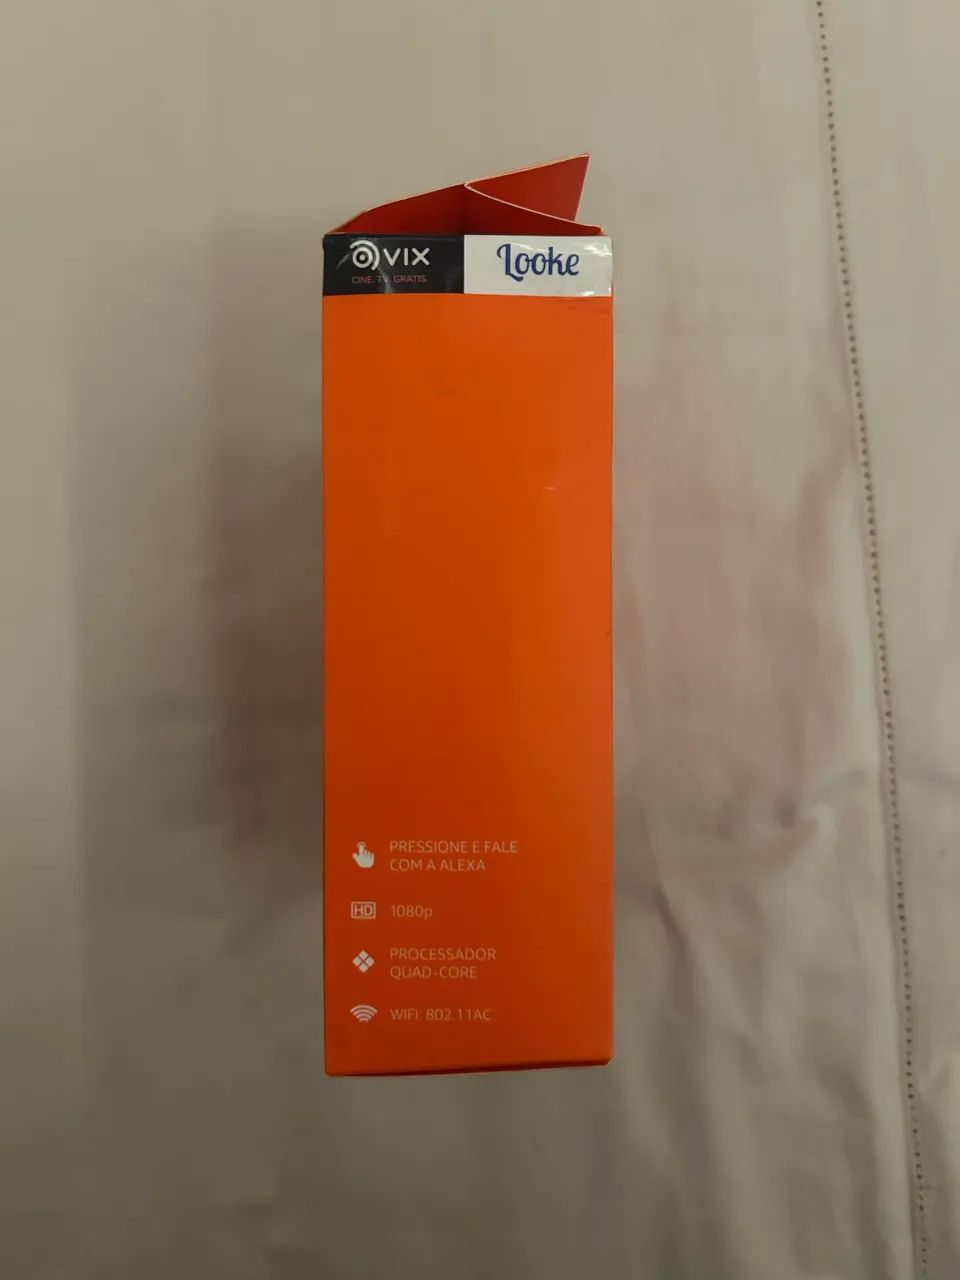 VIX
CINE. TV. GRATIS.
Looke
PRESSIONE E FALE
COM A ALEXA
HD
1080p
PROCESSADOR
QUAD-CORE
WIFI: 802.11AC